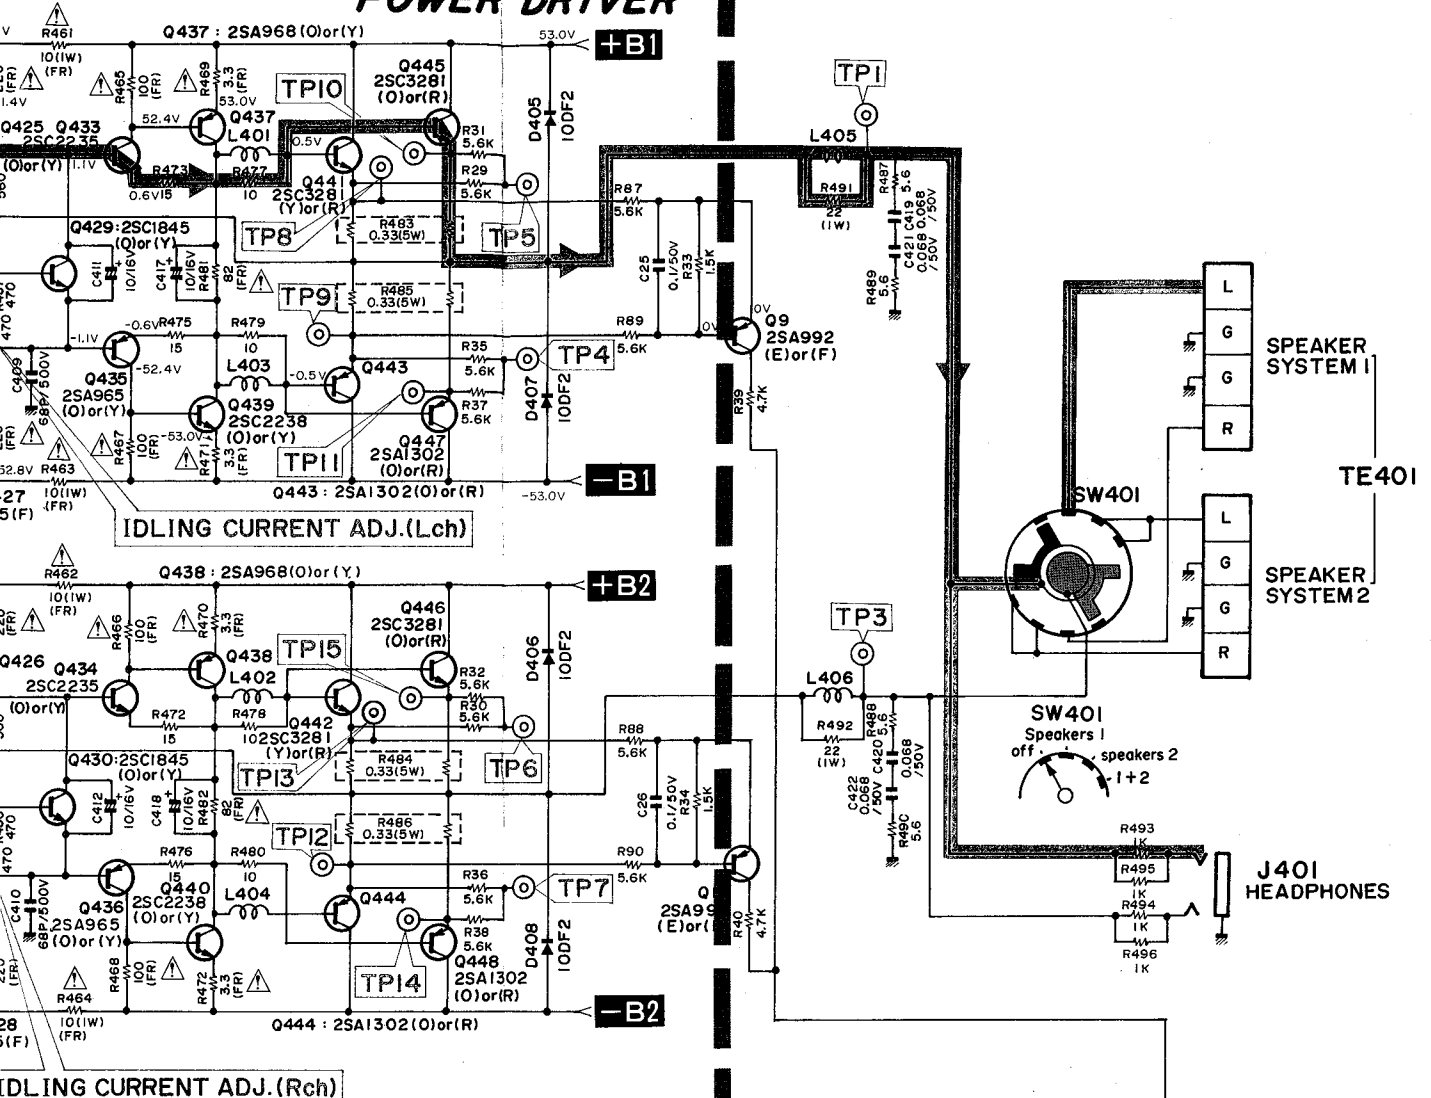 POWER DRIVER
R461
10(1W)
(FR)
Q437 : 2SA968(O)or(Y)
53.0V
+B1
R465
100
(FR)
R469
3.3
(FR)
53.0V
52.4V
Q437
L401
TP10
Q445
2SC3281
(O)or(R)
D405
10DF2
TP1
L405
R491
22
(1W)
R487
5.6
C419
0.068
/50V
C421
0.068
/50V
R489
5.6
1.4V
Q425
Q433
2SC2235
(O)or(Y)
1.1V
0.6V
R473
15
R477
10
0.5V
Q441
2SC3281
(Y)or(R)
R31
5.6K
R29
5.6K
TP8
TP5
R87
5.6K
Q429:2SC1845
(O)or(Y)
R483
0.33(5W)
C411
10/16V
C417
10/16V
R481
82
(FR)
TP9
R485
0.33(5W)
C25
0.1/50V
R33
1.5K
0V
0V
Q9
2SA992
(E)or(F)
470
470
-1.1V
-0.6V
R475
15
R479
10
R89
5.6K
C409
68P/500V
Q435
2SA965
(O)or(Y)
-52.4V
L403
-0.5V
Q443
R35
5.6K
TP4
R37
5.6K
D407
10DF2
R39
4.7K
Q439
2SC2238
(O)or(Y)
-53.0V
R467
100
(FR)
R471
3.3
(FR)
TP11
Q447
2SA1302
(O)or(R)
52.8V
R463
10(1W)
(FR)
Q443 : 2SA1302(O)or(R)
-53.0V
-B1
IDLING CURRENT ADJ.(Lch)
L
G
G
R
SPEAKER
SYSTEM 1
TE401
SW401
L
G
G
R
SPEAKER
SYSTEM 2
R462
10(1W)
(FR)
Q438 : 2SA968(O)or(Y)
+B2
R466
100
(FR)
R470
3.3
(FR)
Q446
2SC3281
(O)or(R)
TP15
D406
10DF2
Q426
Q434
2SC2235
(O)or(Y)
Q438
L402
R472
15
R478
10
Q442
2SC3281
(Y)or(R)
R32
5.6K
R30
5.6K
TP13
TP6
R88
5.6K
TP3
L406
R492
22
(1W)
R488
5.6
C420
0.068
/50V
C422
0.068
/50V
R490
5.6
SW401
Speakers 1
off
speakers 2
1+2
Q430:2SC1845
(O)or(Y)
R484
0.33(5W)
C412
10/16V
C418
10/16V
R482
82
(FR)
TP12
R486
0.33(5W)
C26
0.1/50V
R34
1.5K
470
470
R476
15
R480
10
R90
5.6K
C410
68P/500V
Q436
2SA965
(O)or(Y)
Q440
2SC2238
(O)or(Y)
L404
Q444
R36
5.6K
TP7
R38
5.6K
R40
4.7K
R468
100
(FR)
R472
3.3
(FR)
TP14
Q448
2SA1302
(O)or(R)
D408
10DF2
R464
10(1W)
(FR)
Q444 : 2SA1302(O)or(R)
-B2
IDLING CURRENT ADJ.(Rch)
R493
1K
R495
1K
R494
1K
R496
1K
J401
HEADPHONES